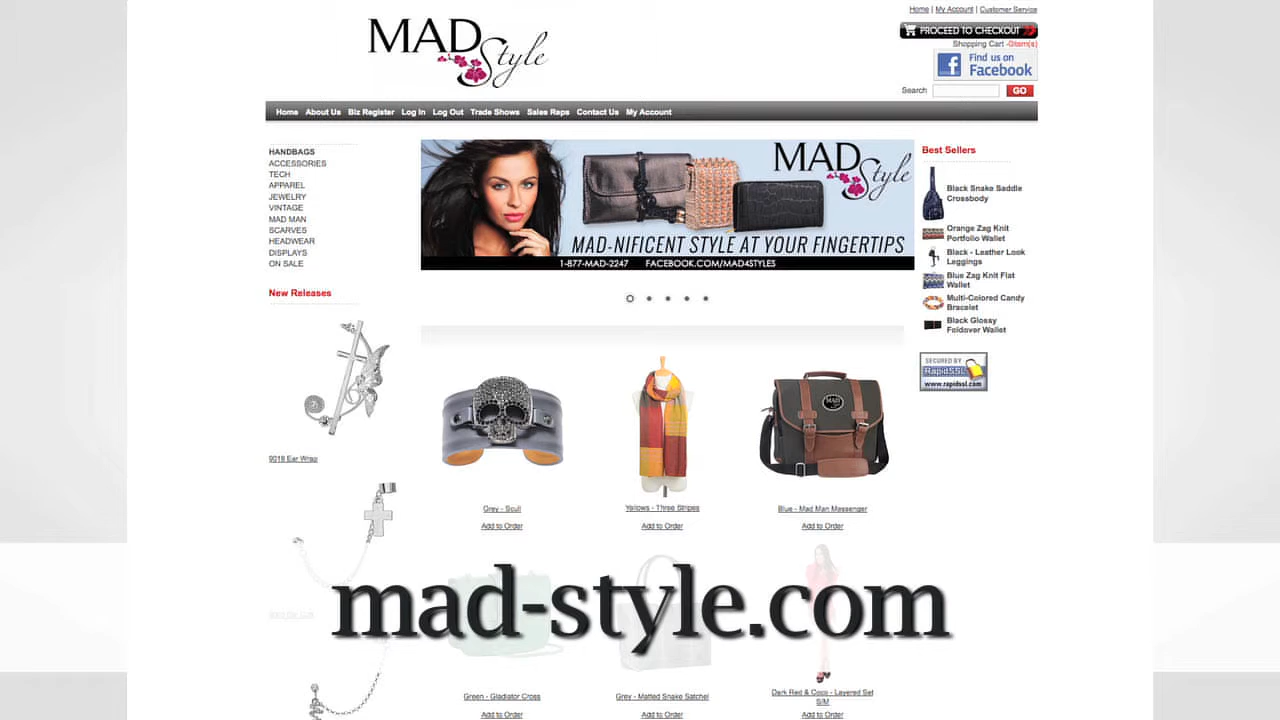 Home | My Account | Customer Service
MAD
Style
PROCEED TO CHECKOUT
Shopping Cart -0item(s)
Find us on
Facebook
Search
GO
Home About Us Biz Register Log In Log Out Trade Shows Sales Reps Contact Us My Account
HANDBAGS
ACCESSORIES
TECH
APPAREL
JEWELRY
VINTAGE
MAD MAN
SCARVES
HEADWEAR
DISPLAYS
ON SALE
New Releases
9018 Ear Wrap
MAD
Style
MAD-NIFICENT STYLE AT YOUR FINGERTIPS
1-877-MAD-2247 FACEBOOK.COM/MAD4STYLES
Best Sellers
Black Snake Saddle
Crossbody
Orange Zag Knit
Portfolio Wallet
Black - Leather Look
Leggings
Blue Zag Knit Flat
Wallet
Multi-Colored Candy
Bracelet
Black Glossy
Foldover Wallet
SECURED BY
RapidSSL
www.rapidssl.com
MAD
Grey - Scull
Add to Order
Yellows - Three Stripes
Add to Order
Blue - Mad Man Messenger
Add to Order
mad-style.com
Green - Gladiator Cross
Add to Order
Grey - Matted Snake Satchel
Add to Order
Dark Red & Coco - Layered Set
S/M
Add to Order